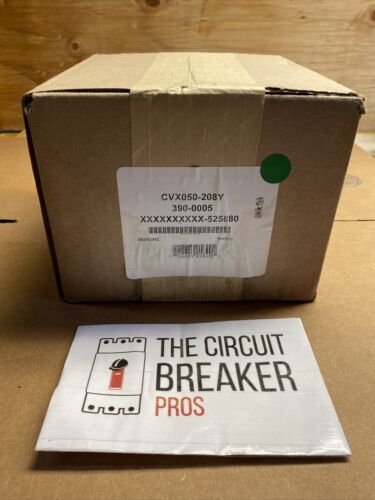 CVX050-208Y
390-0005
XXXXXXXXXX-525880
THE CIRCUIT
BREAKER
PROS